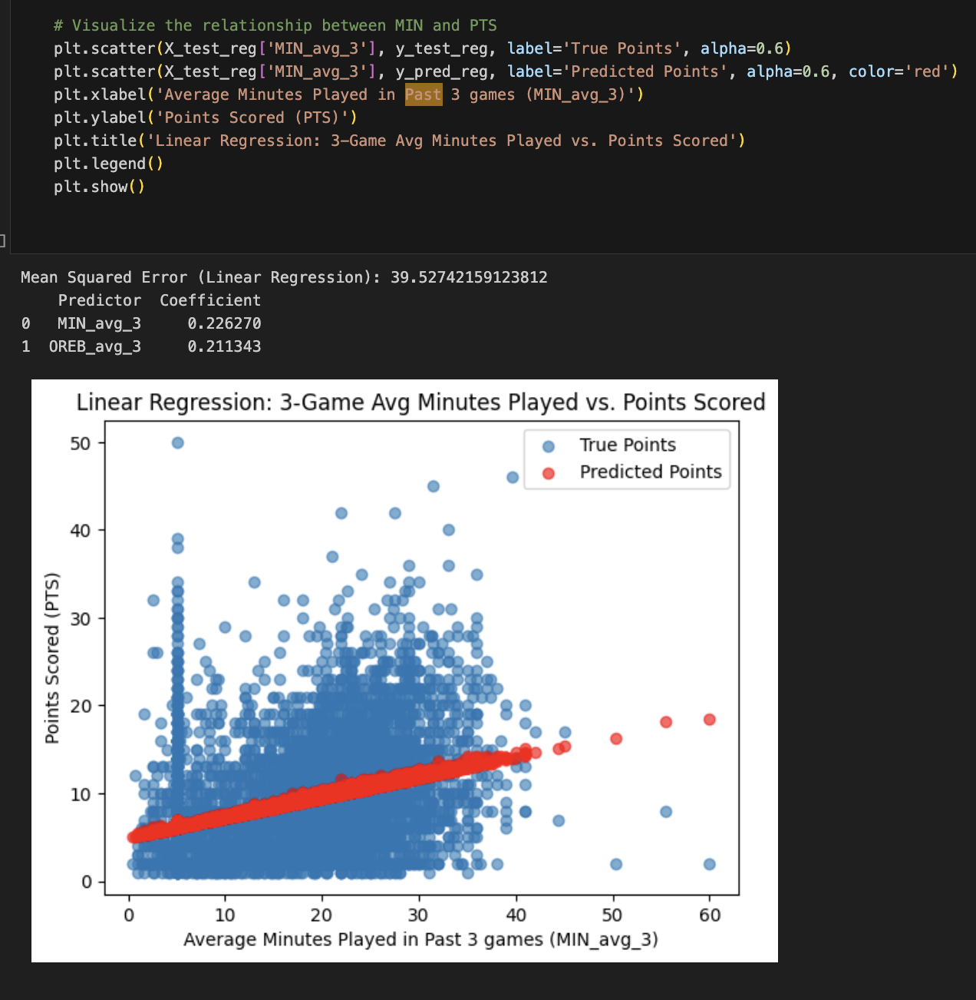 # Visualize the relationship between MIN and PTS
plt.scatter(X_test_reg['MIN_avg_3'], y_test_reg, label='True Points', alpha=0.6)
plt.scatter(X_test_reg['MIN_avg_3'], y_pred_reg, label='Predicted Points', alpha=0.6, color='red')
plt.xlabel('Average Minutes Played in Past 3 games (MIN_avg_3)')
plt.ylabel('Points Scored (PTS)')
plt.title('Linear Regression: 3-Game Avg Minutes Played vs. Points Scored')
plt.legend()
plt.show()
Mean Squared Error (Linear Regression): 39.52742159123812
Predictor Coefficient
0 MIN_avg_3 0.226270
1 OREB_avg_3 0.211343
Linear Regression: 3-Game Avg Minutes Played vs. Points Scored
True Points
Predicted Points
50
40
30
20
10
0
Points Scored (PTS)
0 10 20 30 40 50 60
Average Minutes Played in Past 3 games (MIN_avg_3)